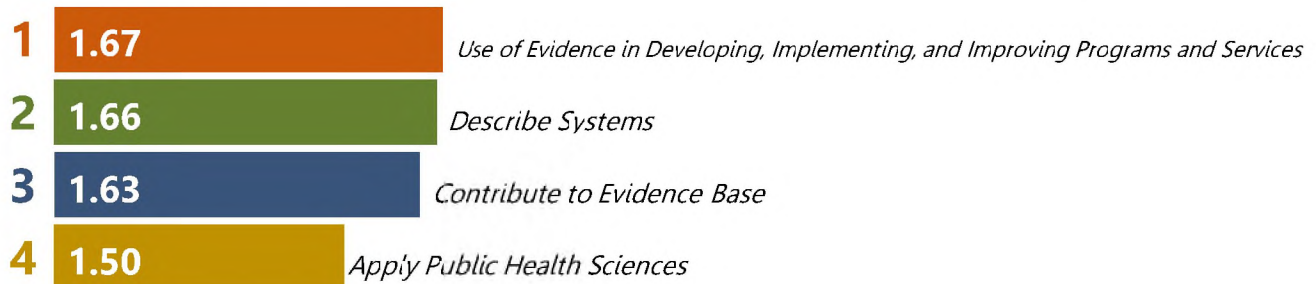 1 1.67 Use of Evidence in Developing, Implementing, and Improving Programs and Services
2 1.66 Describe Systems
3 1.63 Contribute to Evidence Base
4 1.50 Apply Public Health Sciences